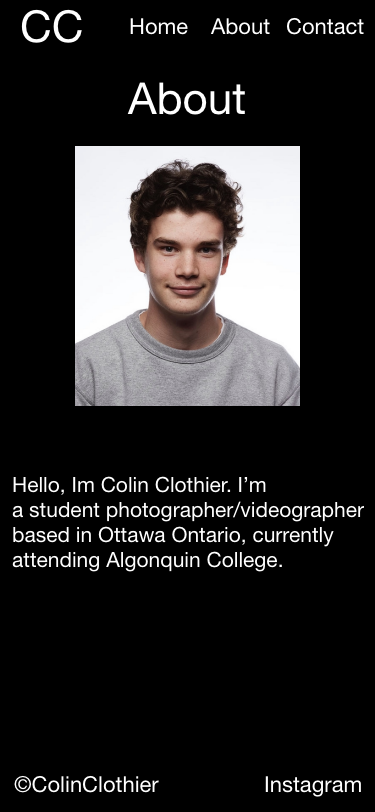 CC Home About Contact
About
Hello, Im Colin Clothier. I’m
a student photographer/videographer
based in Ottawa Ontario, currently
attending Algonquin College.
©ColinClothier Instagram